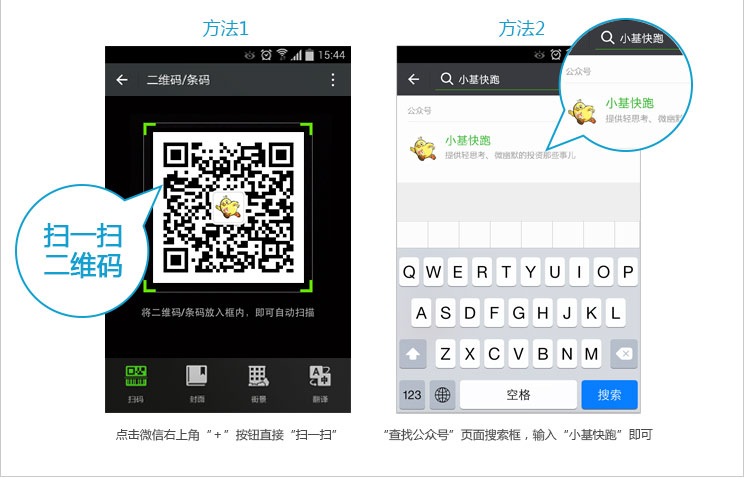 方法1
15:44
二维码/条码
扫一扫
二维码
将二维码/条码放入框内，即可自动扫描
扫码
封面
街景
翻译
点击微信右上角“+”按钮直接“扫一扫”
方法2
小基快跑
公众号
小基快跑
提供轻思考、微幽默的投资那些事儿
小基快跑
公众号
小基快跑
提供轻思考、微幽默
Q W E R T Y U I O P
A S D F G H J K L
Z X C V B N M
123 空格 搜索
“查找公众号”页面搜索框，输入“小基快跑”即可